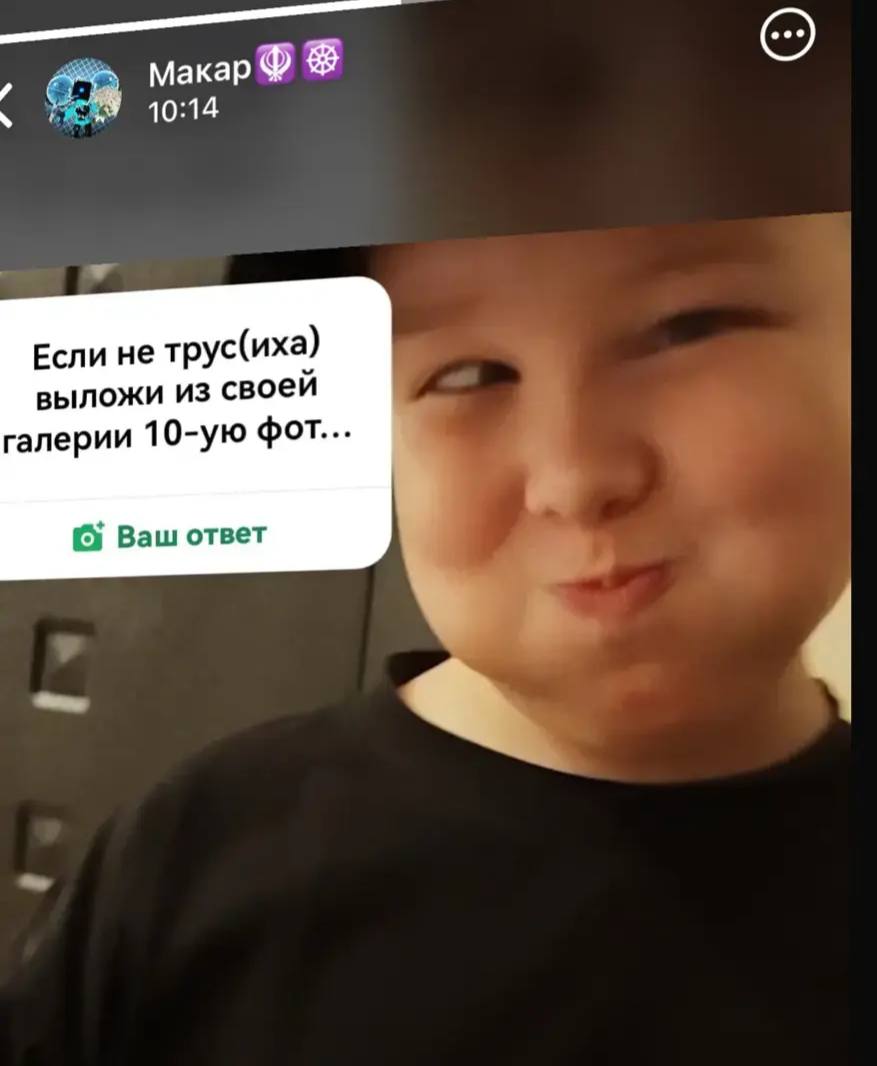 Макар🪯☸️
10:14
Если не трус(иха)
выложи из своей
галерии 10-ую фот...
Ваш ответ